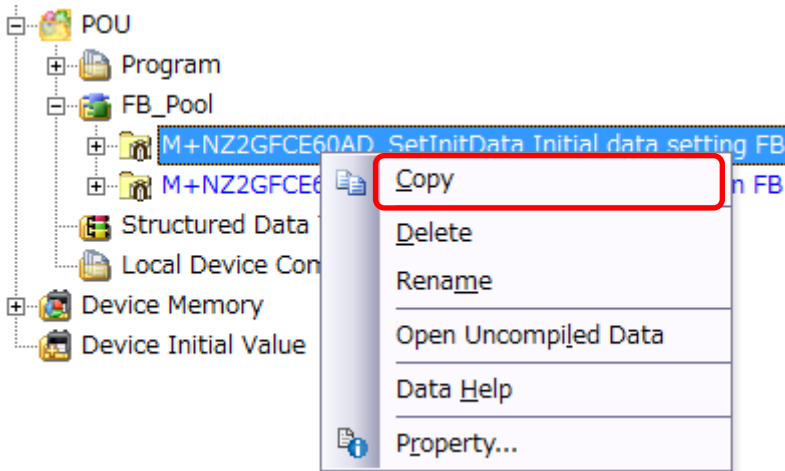 POU
Program
FB_Pool
M+NZ2GFCE60AD_SetInitData Initial data setting FB
M+NZ2GFCE6 n FB
Structured Data
Local Device Com
Device Memory
Device Initial Value
Copy
Delete
Rename
Open Uncompiled Data
Data Help
Property...